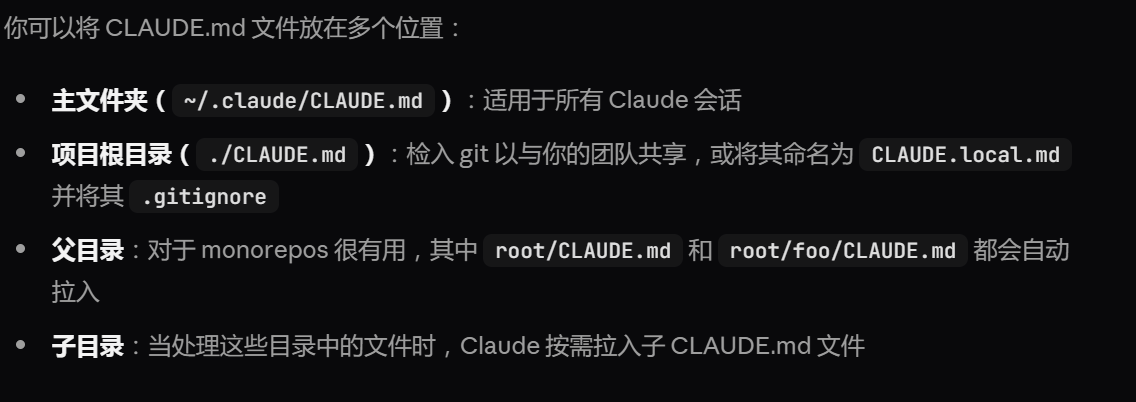 你可以将 CLAUDE.md 文件放在多个位置：
主文件夹（ ~/.claude/CLAUDE.md ）：适用于所有 Claude 会话
项目根目录（ ./CLAUDE.md ）：检入 git 以与你的团队共享，或将其命名为 CLAUDE.local.md
并将其 .gitignore
父目录：对于 monorepos 很有用，其中 root/CLAUDE.md 和 root/foo/CLAUDE.md 都会自动
拉入
子目录：当处理这些目录中的文件时，Claude 按需拉入子 CLAUDE.md 文件